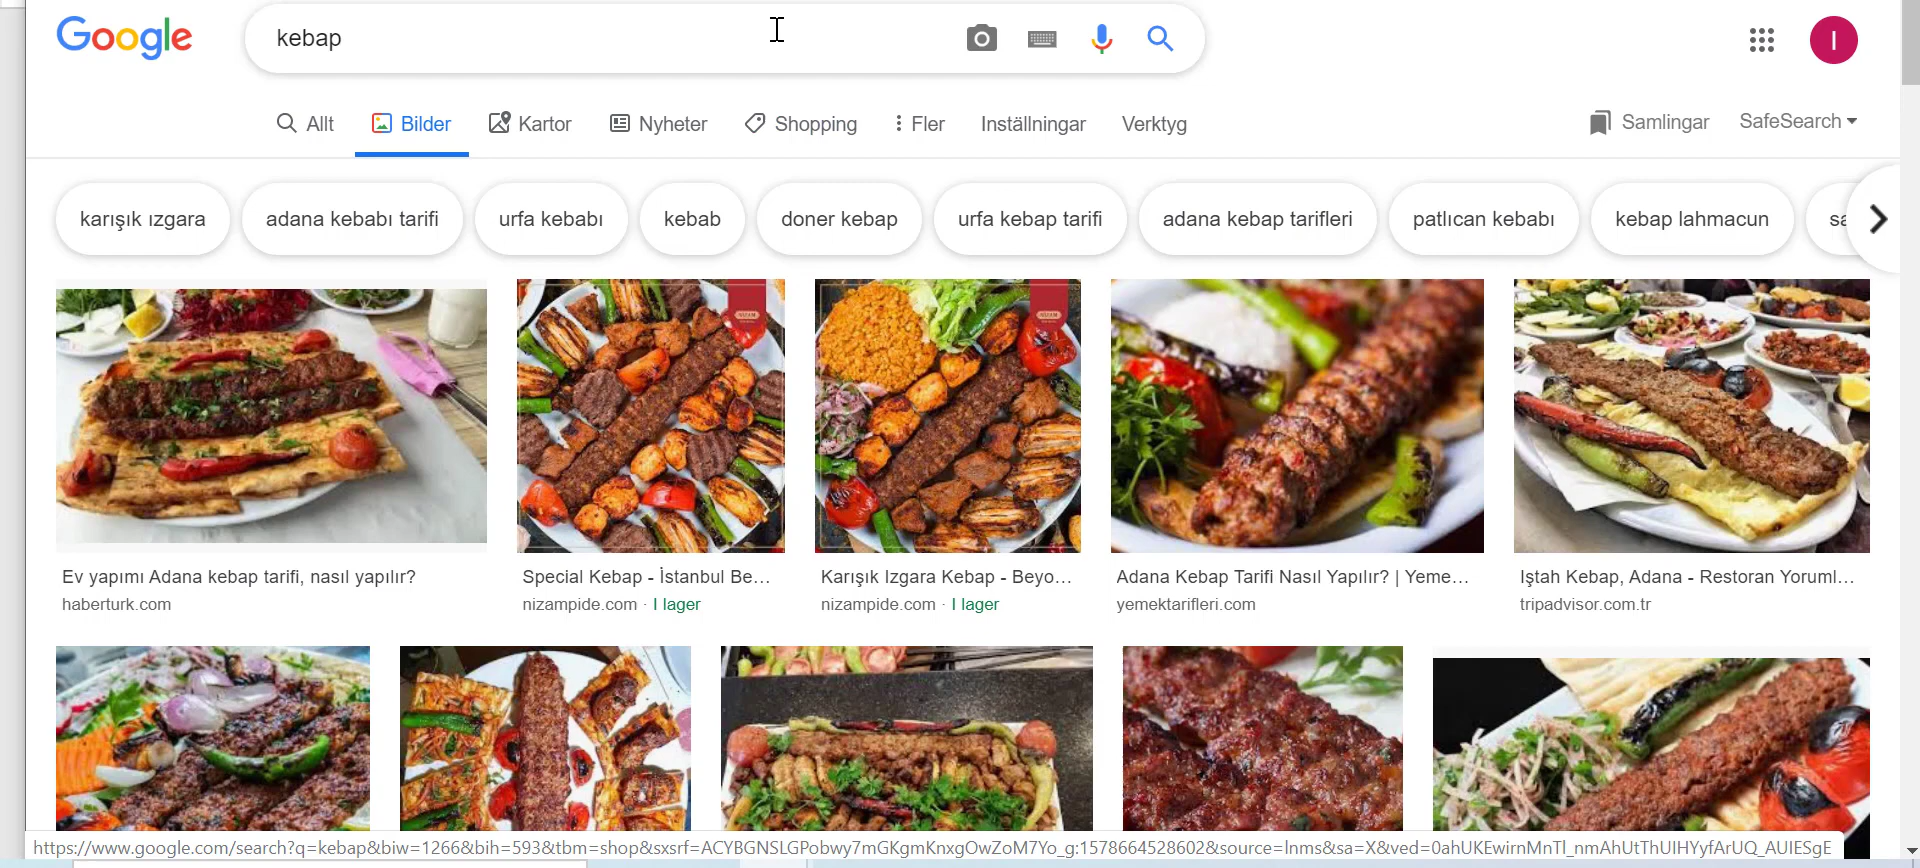 Google
kebap
I
Allt Bilder Kartor Nyheter Shopping Fler Inställningar Verktyg Samlingar SafeSearch
karışık ızgara adana kebabı tarifi urfa kebabı kebab doner kebap urfa kebap tarifi adana kebap tarifleri patlıcan kebabı kebap lahmacun sa
NIZAM NIZAM
Ev yapımı Adana kebap tarifi, nasıl yapılır? Special Kebap - İstanbul Be... Karışık Izgara Kebap - Beyo... Adana Kebap Tarifi Nasıl Yapılır? | Yeme... Iştah Kebap, Adana - Restoran Yoruml...
haberturk.com nizampide.com · I lager nizampide.com · I lager yemektarifleri.com tripadvisor.com.tr
https://www.google.com/search?q=kebap&biw=1266&bih=593&tbm=shop&sxsrf=ACYBGNSLGPobwy7mGKgmKnxgOwZoM7Yo_g:1578664528602&source=lnms&sa=X&ved=0ahUKEwirnMnTl_nmAhUtThUIHYyfArUQ_AUIESgE